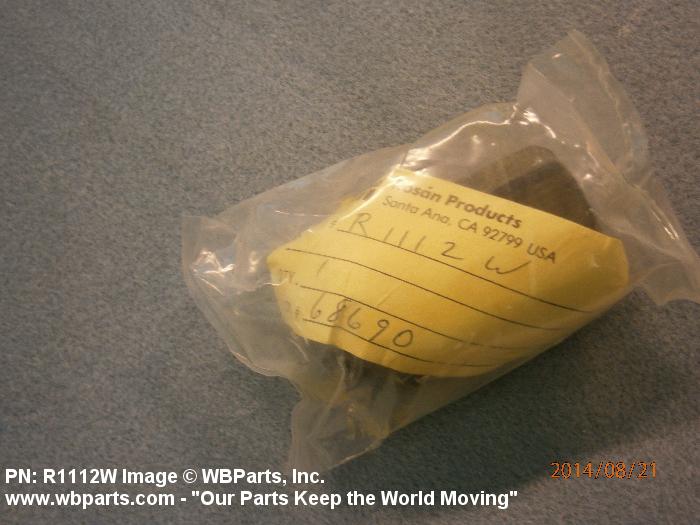 osán Products
Santa Ana, CA 92799 USA
R1112W
1
68690
2014/08/21
PN: R1112W Image © WBParts, Inc.
www.wbparts.com - "Our Parts Keep the World Moving"